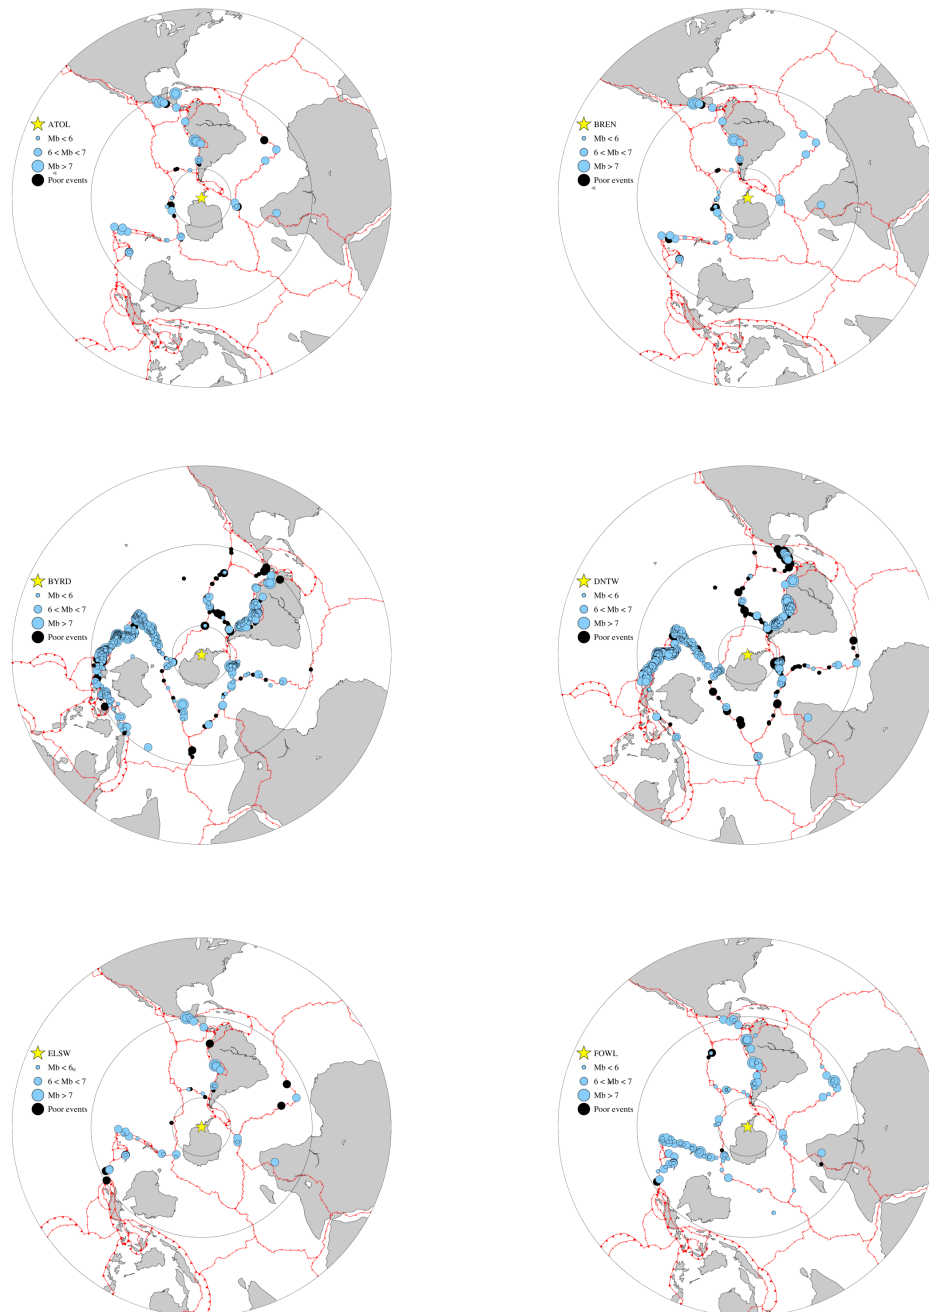 ATOL
Mb < 6
6 < Mb < 7
Mb > 7
Poor events
BREN
Mb < 6
6 < Mb < 7
Mb > 7
Poor events
BYRD
Mb < 6
6 < Mb < 7
Mb > 7
Poor events
DNTW
Mb < 6
6 < Mb < 7
Mb > 7
Poor events
ELSW
Mb < 6
6 < Mb < 7
Mb > 7
Poor events
FOWL
Mb < 6
6 < Mb < 7
Mb > 7
Poor events